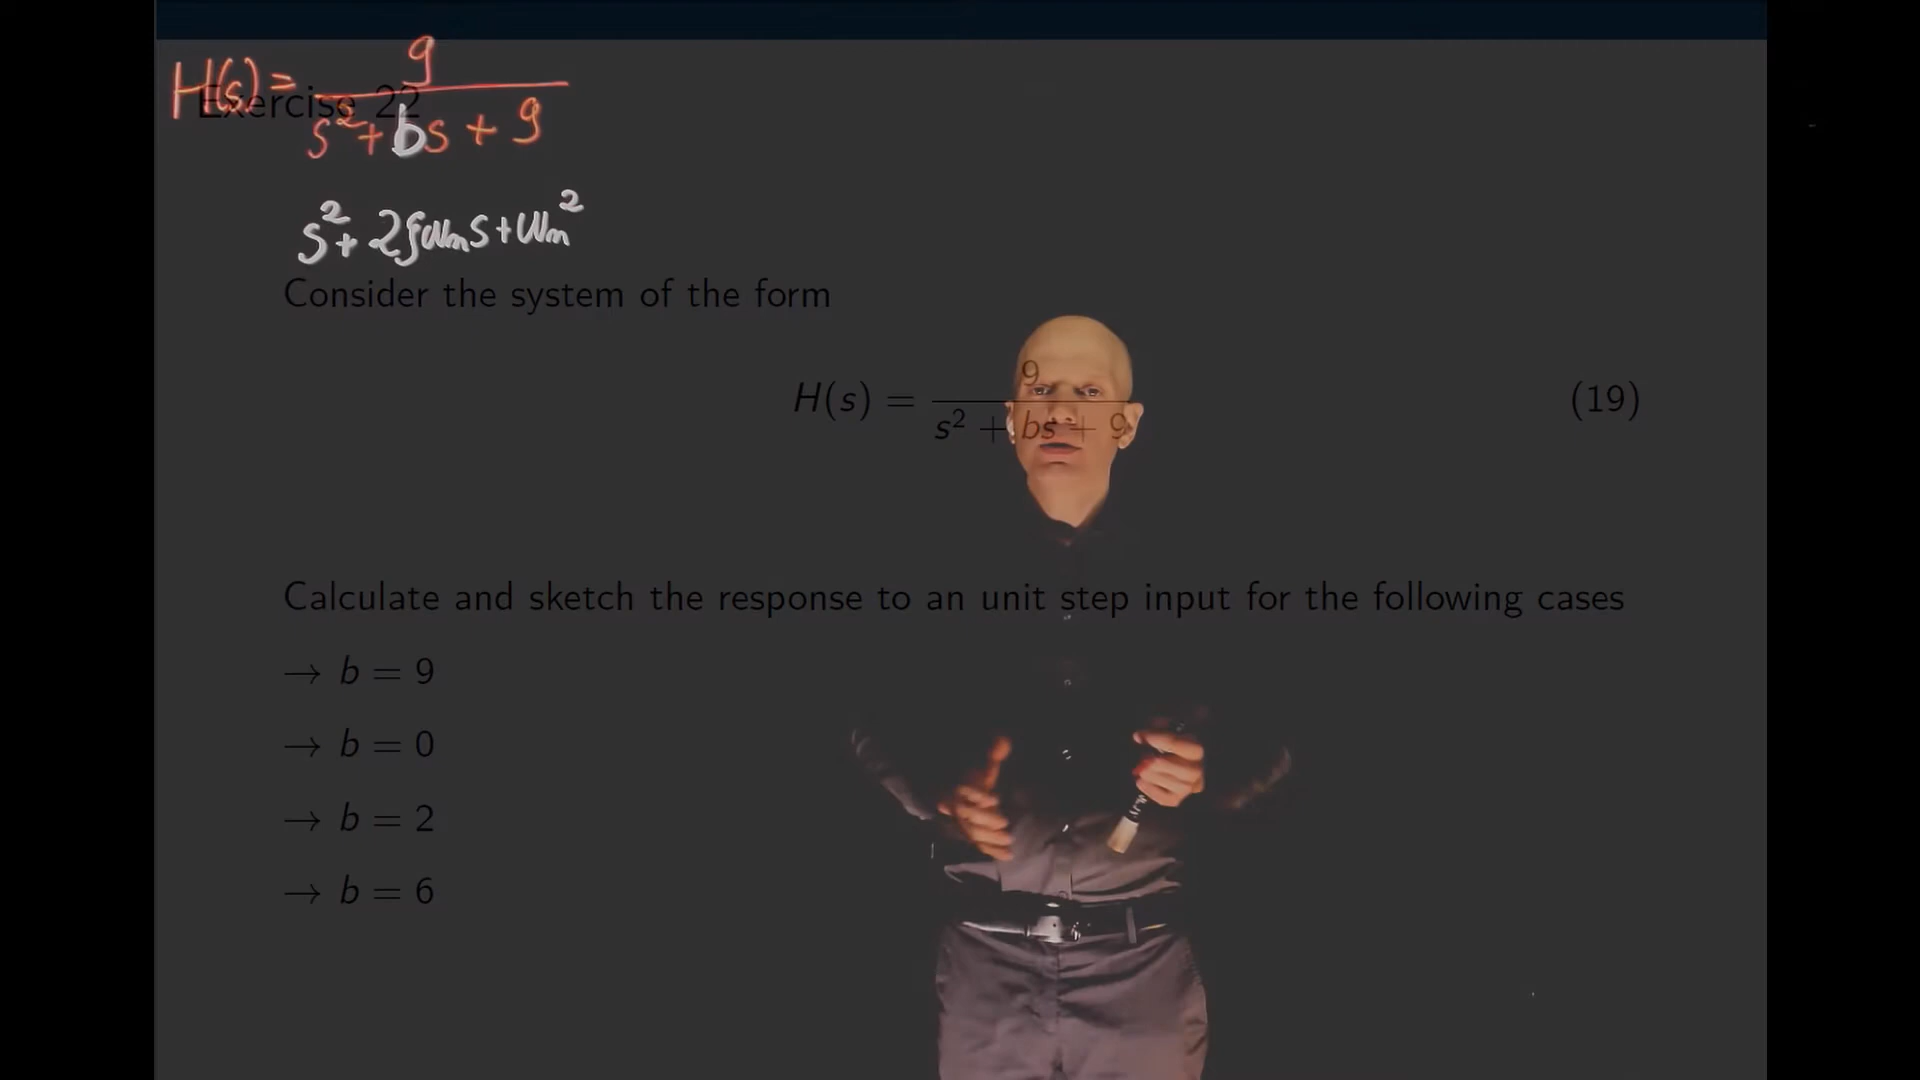 H(s) = 9 / (s² + bs + 9)
Exercise 22
s² + 2ζωₙs + ωₙ²
Consider the system of the form
H(s) = 9 / (s² + bs + 9) (19)
Calculate and sketch the response to an unit step input for the following cases
→ b = 9
→ b = 0
→ b = 2
→ b = 6